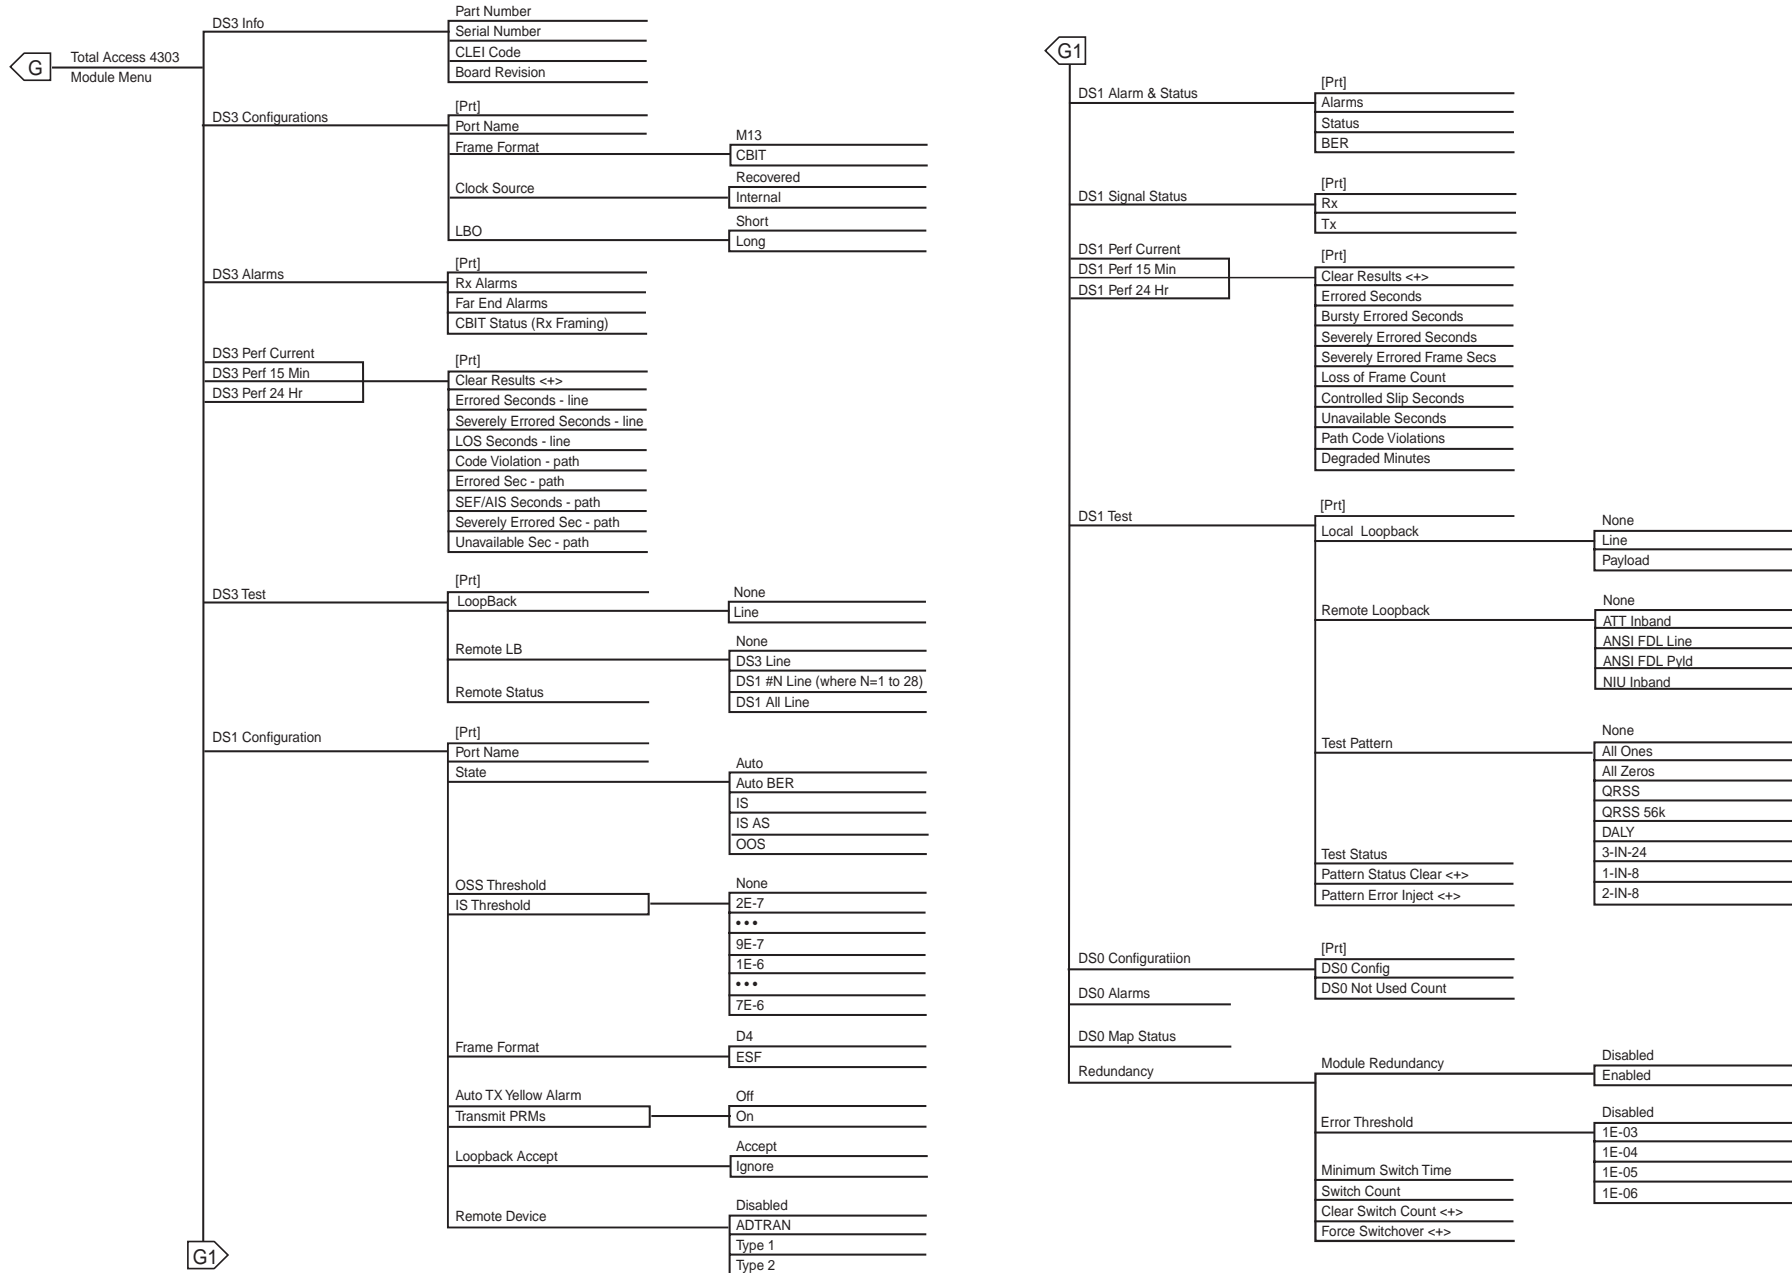 G
Total Access 4303
Module Menu
DS3 Info
Part Number
Serial Number
CLEI Code
Board Revision
DS3 Configurations
[Prt]
Port Name
Frame Format
M13
CBIT
Clock Source
Recovered
Internal
LBO
Short
Long
DS3 Alarms
[Prt]
Rx Alarms
Far End Alarms
CBIT Status (Rx Framing)
DS3 Perf Current
DS3 Perf 15 Min
DS3 Perf 24 Hr
[Prt]
Clear Results <+>
Errored Seconds - line
Severely Errored Seconds - line
LOS Seconds - line
Code Violation - path
Errored Sec - path
SEF/AIS Seconds - path
Severely Errored Sec - path
Unavailable Sec - path
DS3 Test
[Prt]
LoopBack
None
Line
Remote LB
None
DS3 Line
DS1 #N Line (where N=1 to 28)
DS1 All Line
Remote Status
DS1 Configuration
[Prt]
Port Name
State
Auto
Auto BER
IS
IS AS
OOS
OSS Threshold
IS Threshold
None
2E-7
•••
9E-7
1E-6
•••
7E-6
Frame Format
D4
ESF
Auto TX Yellow Alarm
Transmit PRMs
Off
On
Loopback Accept
Accept
Ignore
Remote Device
Disabled
ADTRAN
Type 1
Type 2
G1
G1
DS1 Alarm & Status
[Prt]
Alarms
Status
BER
DS1 Signal Status
[Prt]
Rx
Tx
DS1 Perf Current
DS1 Perf 15 Min
DS1 Perf 24 Hr
[Prt]
Clear Results <+>
Errored Seconds
Bursty Errored Seconds
Severely Errored Seconds
Severely Errored Frame Secs
Loss of Frame Count
Controlled Slip Seconds
Unavailable Seconds
Path Code Violations
Degraded Minutes
DS1 Test
[Prt]
Local Loopback
None
Line
Payload
Remote Loopback
None
ATT Inband
ANSI FDL Line
ANSI FDL Pyld
NIU Inband
Test Pattern
None
All Ones
All Zeros
QRSS
QRSS 56k
DALY
3-IN-24
1-IN-8
2-IN-8
Test Status
Pattern Status Clear <+>
Pattern Error Inject <+>
DS0 Configuratiion
[Prt]
DS0 Config
DS0 Not Used Count
DS0 Alarms
DS0 Map Status
Redundancy
Module Redundancy
Disabled
Enabled
Error Threshold
Disabled
1E-03
1E-04
1E-05
1E-06
Minimum Switch Time
Switch Count
Clear Switch Count <+>
Force Switchover <+>